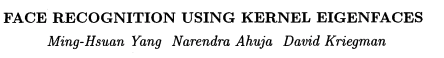 FACE RECOGNITION USING KERNEL EIGENFACES
Ming-Hsuan Yang Narendra Ahuja David Kriegman